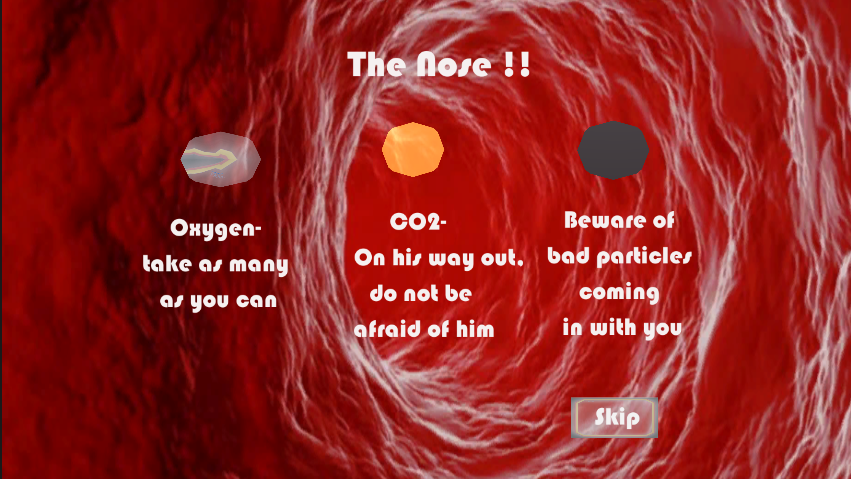 The Nose !!
Oxygen-
take as many
as you can
CO2-
On his way out,
do not be
afraid of him
Beware of
bad particles
coming
in with you
Skip